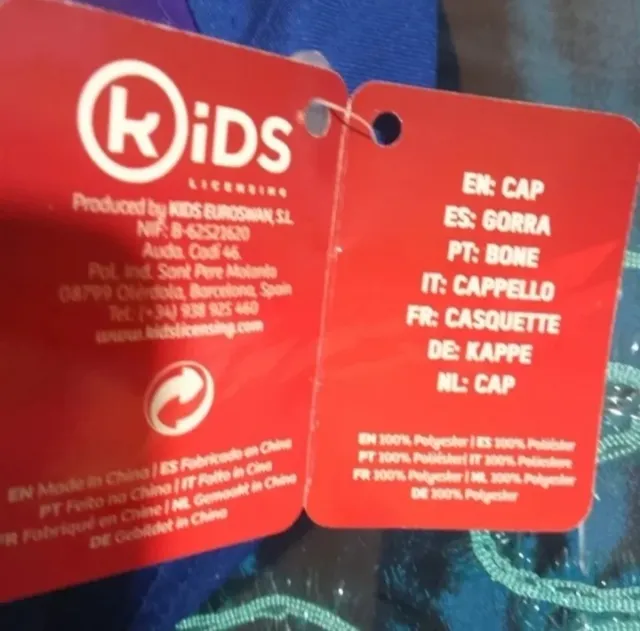 kiDS
LICENSING
Produced by KIDS EUROSWAN, S.L.
NIF: B-62521620
Auda. Cadí 46.
Pol. Ind. Sant Pere Molanta
08799 Olèrdola, Barcelona, Spain
Tel: (+34) 938 925 460
www.kidslicensing.com
EN Made in China | ES Fabricado en China
PT Feito na China | IT Fatto in Cina
FR Fabriqué en Chine | NL Gemaakt in China
DE Gebildet in China
EN: CAP
ES: GORRA
PT: BONE
IT: CAPPELLO
FR: CASQUETTE
DE: KAPPE
NL: CAP
EN 100% Polyester | ES 100% Poliéster
PT 100% Poliéster | IT 100% Poliestere
FR 100% Polyester | NL 100% Polyester
DE 100% Polyester